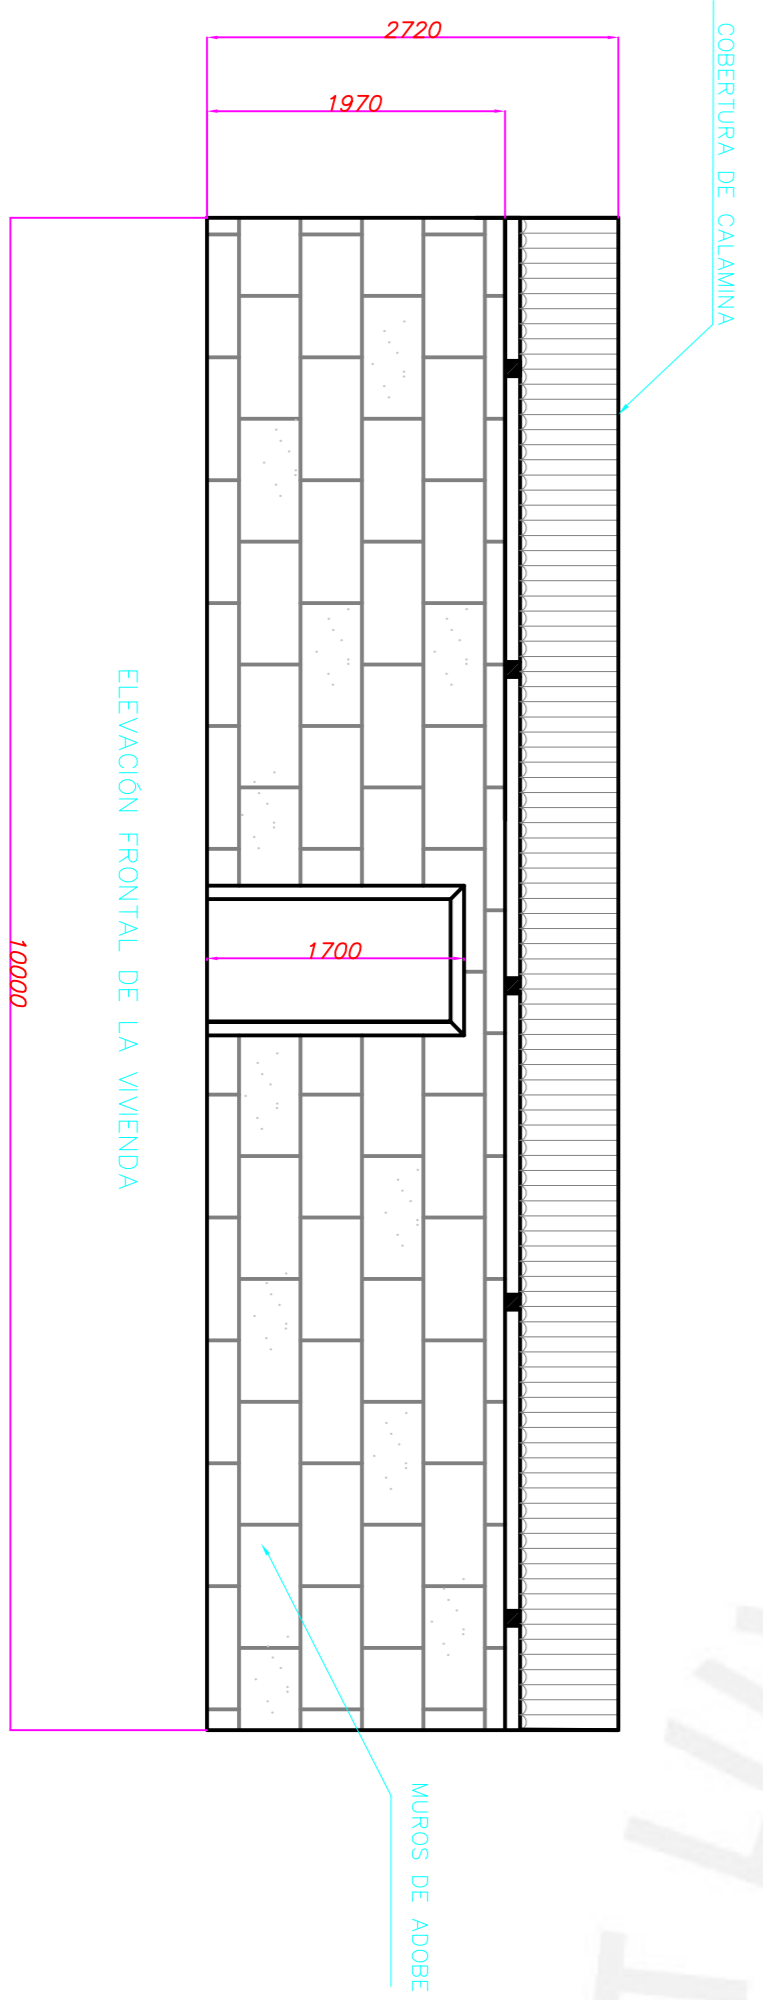 COBERTURA DE CALAMINA
2720
1970
1700
10000
MUROS DE ADOBE
ELEVACIÓN FRONTAL DE LA VIVIENDA